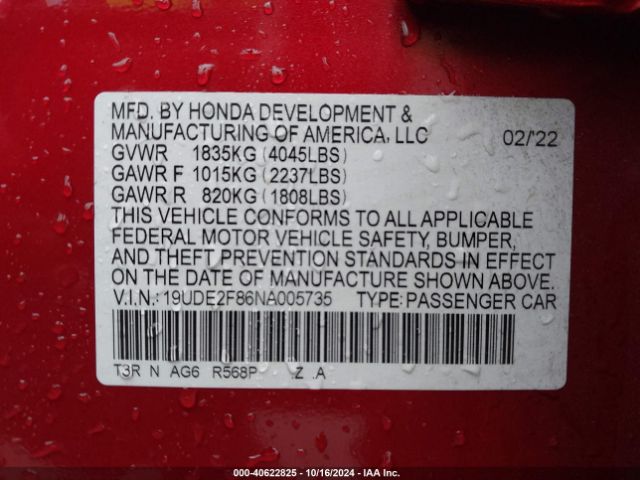 MFD. BY HONDA DEVELOPMENT &
MANUFACTURING OF AMERICA, LLC 02/22
GVWR 1835KG (4045LBS)
GAWR F 1015KG (2237LBS)
GAWR R 820KG (1808LBS)
THIS VEHICLE CONFORMS TO ALL APPLICABLE
FEDERAL MOTOR VEHICLE SAFETY, BUMPER,
AND THEFT PREVENTION STANDARDS IN EFFECT
ON THE DATE OF MANUFACTURE SHOWN ABOVE.
V.I.N.: 19UDE2F86NA005735 TYPE: PASSENGER CAR
T3R N AG6 R568P .Z .A
000-40622825 - 10/16/2024 - IAA Inc.